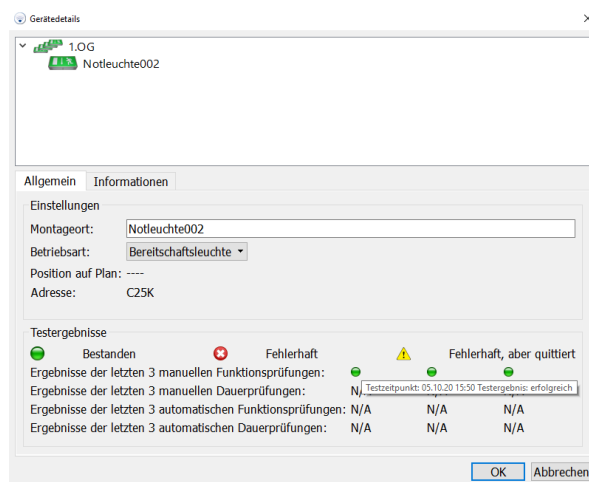 Gerätedetails
1.OG
Notleuchte002
Allgemein Informationen
Einstellungen
Montageort: Notleuchte002
Betriebsart: Bereitschaftsleuchte
Position auf Plan: ----
Adresse: C25K
Testergebnisse
Bestanden Fehlerhaft Fehlerhaft, aber quittiert
Ergebnisse der letzten 3 manuellen Funktionsprüfungen:
Testzeitpunkt: 05.10.20 15:50 Testergebnis: erfolgreich
Ergebnisse der letzten 3 manuellen Dauerprüfungen:
Ergebnisse der letzten 3 automatischen Funktionsprüfungen: N/A N/A N/A
Ergebnisse der letzten 3 automatischen Dauerprüfungen: N/A N/A N/A
OK Abbrechen